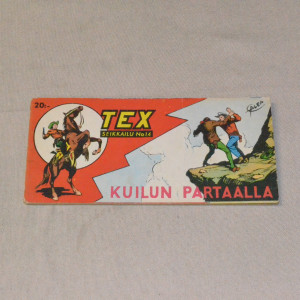 20:-
TEX
SEIKKAILU No 14
KUILUN PARTAALLA